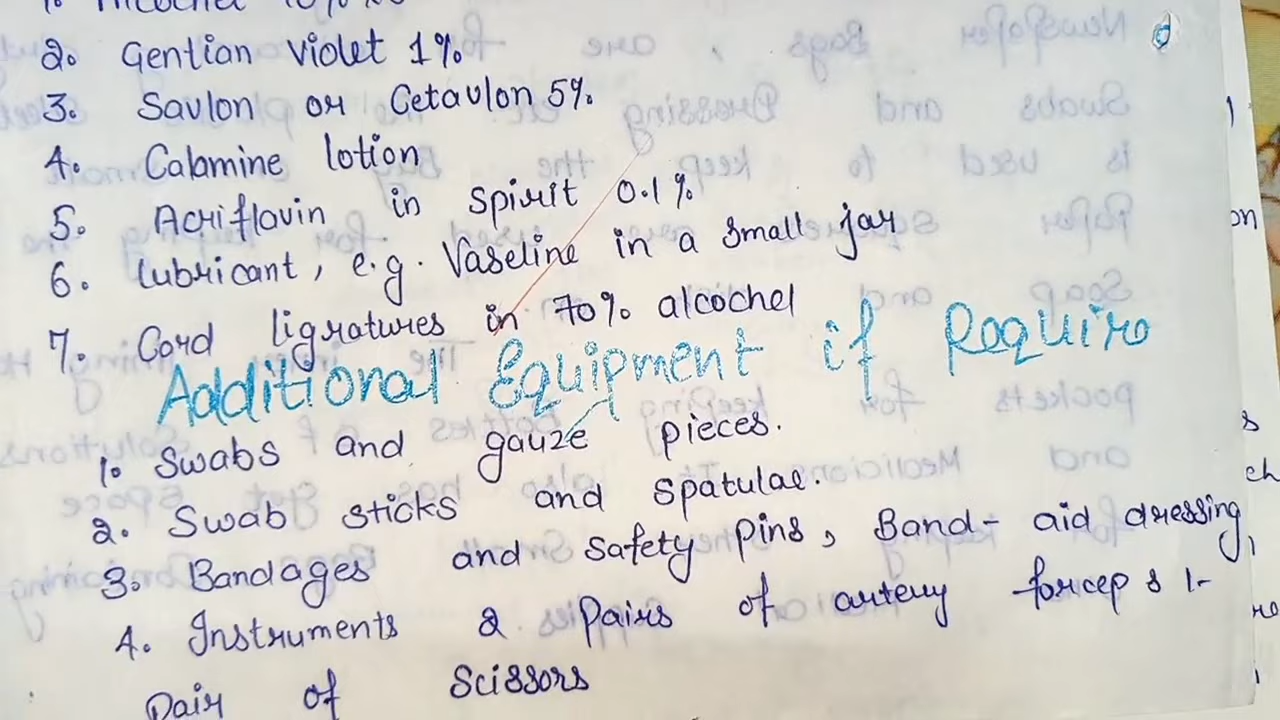 2. Gentian violet 1%
3. Savlon or Cetavlon 5%
4. Calamine lotion
5. Acriflavin in spirit 0.1%
6. lubricant, e.g. Vaseline in a small jar
7. Cord ligratures in 70% alcochel
Additional Equipment if Require
1. Swabs and gauze pieces.
2. Swab sticks and spatulae.
3. Bandages and safety pins, Band-aid dressing
4. Instruments 2 pairs of artery forceps 1-
Pair of Scissors